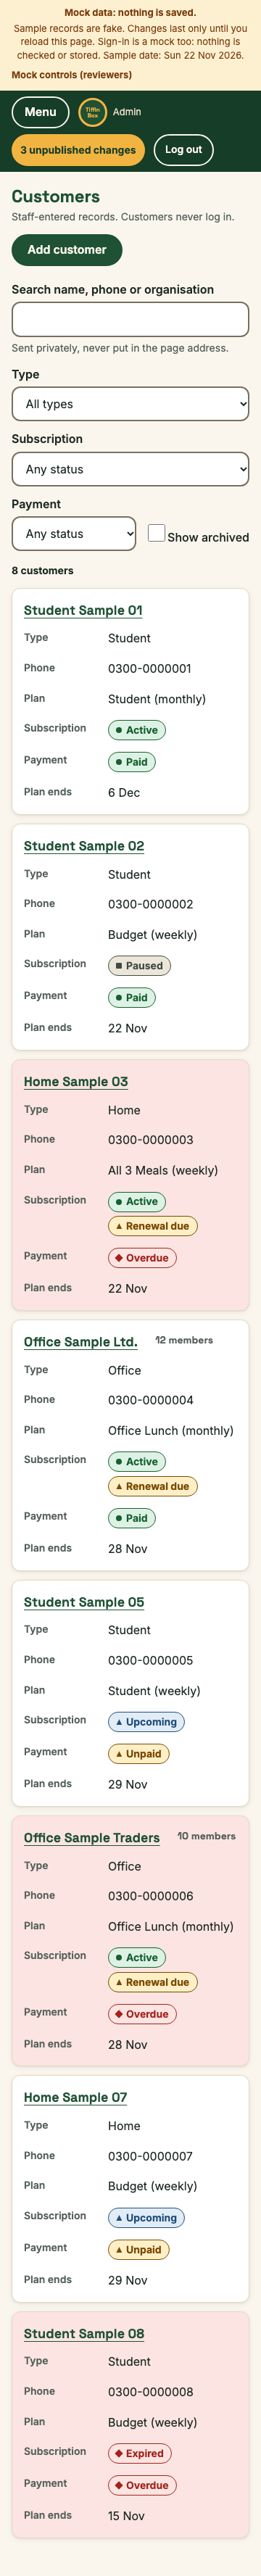 Mock data: nothing is saved.
Sample records are fake. Changes last only until you
reload this page. Sign-in is a mock too: nothing is
checked or stored. Sample date: Sun 22 Nov 2026.
Mock controls (reviewers)
Menu
Tiffin
Box
Admin
3 unpublished changes
Log out
Customers
Staff-entered records. Customers never log in.
Add customer
Search name, phone or organisation
Sent privately, never put in the page address.
Type
All types
Subscription
Any status
Payment
Any status
Show archived
8 customers
Student Sample 01
Type Student
Phone 0300-0000001
Plan Student (monthly)
Subscription Active
Payment Paid
Plan ends 6 Dec
Student Sample 02
Type Student
Phone 0300-0000002
Plan Budget (weekly)
Subscription Paused
Payment Paid
Plan ends 22 Nov
Home Sample 03
Type Home
Phone 0300-0000003
Plan All 3 Meals (weekly)
Subscription Active
Renewal due
Payment Overdue
Plan ends 22 Nov
Office Sample Ltd. 12 members
Type Office
Phone 0300-0000004
Plan Office Lunch (monthly)
Subscription Active
Renewal due
Payment Paid
Plan ends 28 Nov
Student Sample 05
Type Student
Phone 0300-0000005
Plan Student (weekly)
Subscription Upcoming
Payment Unpaid
Plan ends 29 Nov
Office Sample Traders 10 members
Type Office
Phone 0300-0000006
Plan Office Lunch (monthly)
Subscription Active
Renewal due
Payment Overdue
Plan ends 28 Nov
Home Sample 07
Type Home
Phone 0300-0000007
Plan Budget (weekly)
Subscription Upcoming
Payment Unpaid
Plan ends 29 Nov
Student Sample 08
Type Student
Phone 0300-0000008
Plan Budget (weekly)
Subscription Expired
Payment Overdue
Plan ends 15 Nov